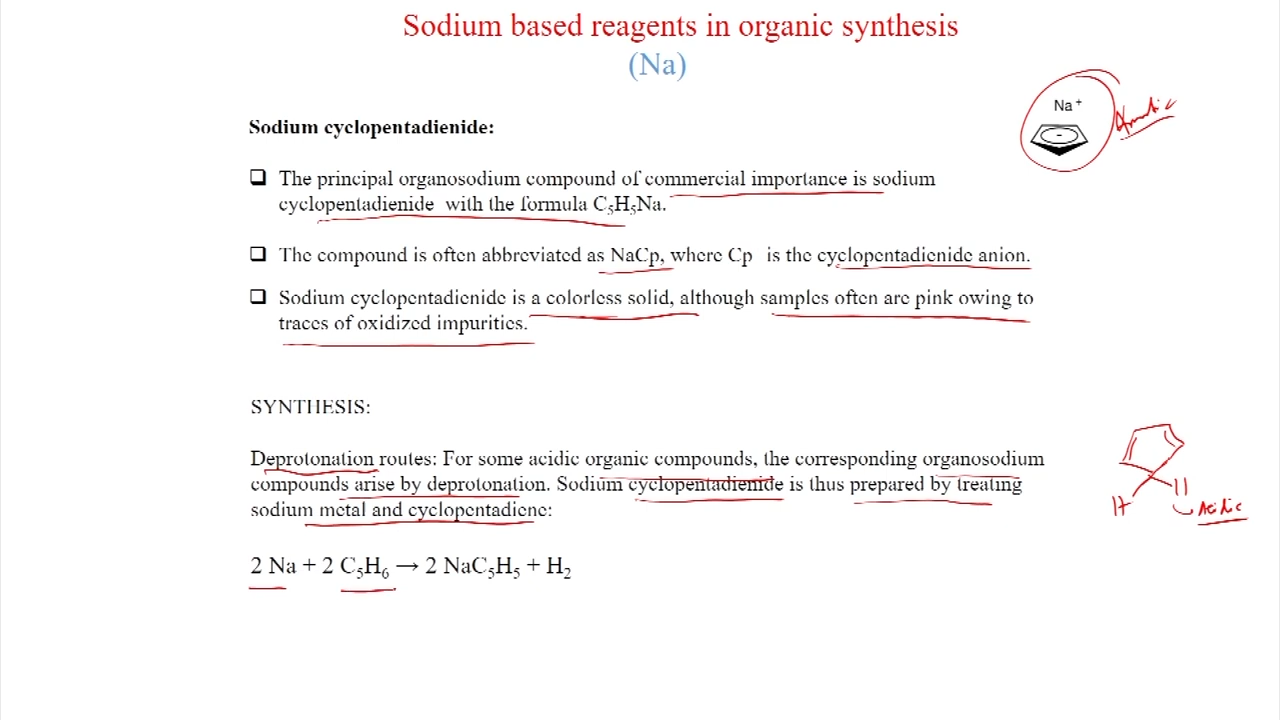 Sodium based reagents in organic synthesis
(Na)
Na⁺
-
Aromatic
Sodium cyclopentadienide:
❑ The principal organosodium compound of commercial importance is sodium
cyclopentadienide with the formula C₅H₅Na.
❑ The compound is often abbreviated as NaCp, where Cp is the cyclopentadienide anion.
❑ Sodium cyclopentadienide is a colorless solid, although samples often are pink owing to
traces of oxidized impurities.
SYNTHESIS:
Deprotonation routes: For some acidic organic compounds, the corresponding organosodium
compounds arise by deprotonation. Sodium cyclopentadienide is thus prepared by treating
sodium metal and cyclopentadiene:
H H
Acidic
2 Na + 2 C₅H₆ → 2 NaC₅H₅ + H₂